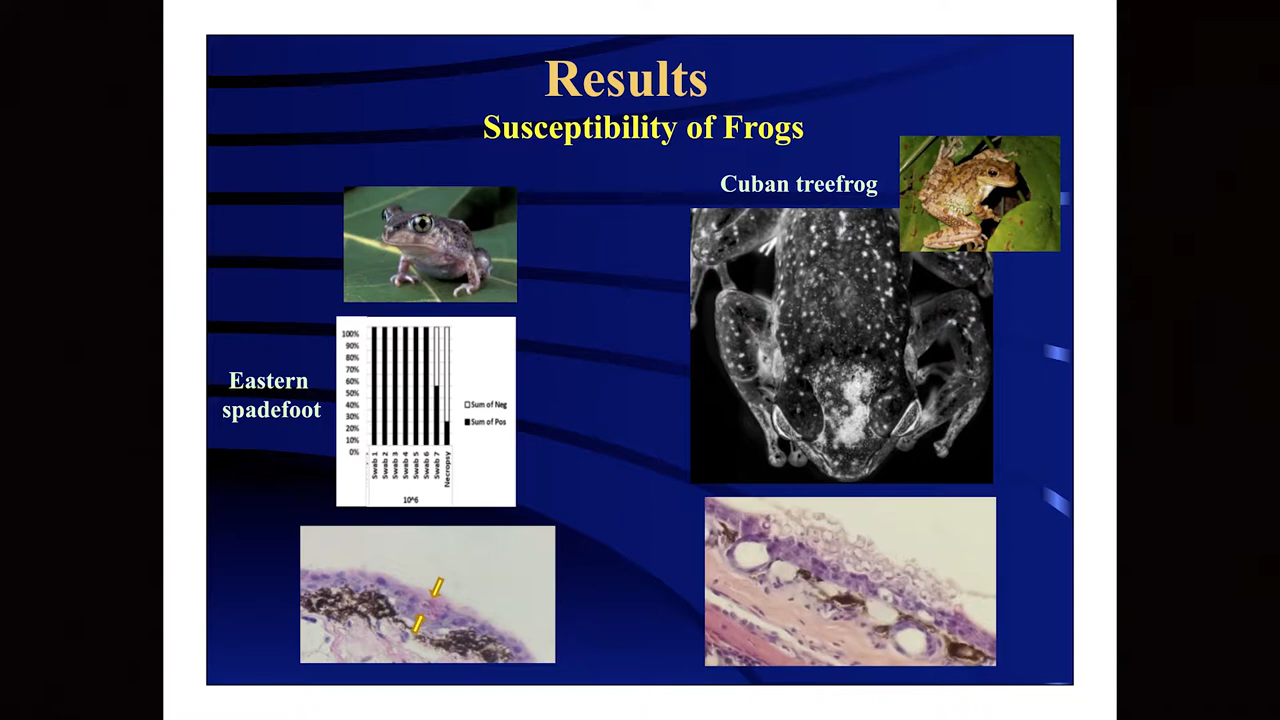 Results
Susceptibility of Frogs
Cuban treefrog
Eastern
spadefoot
100%
90%
80%
70%
60%
50%
40%
30%
20%
10%
0%
Sum of Neg
Sum of Pos
Swab 1
Swab 2
Swab 3
Swab 4
Swab 5
Swab 6
Swab 7
Necropsy
10^6